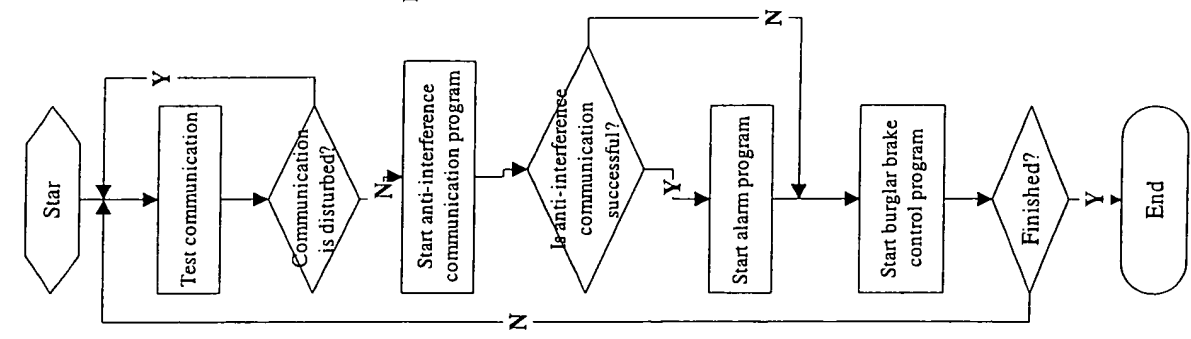 Star
Y
Test communication
Communication
is disturbed?
N
Start anti-interference
communication program
Is anti-interference
communication
successful?
N
Y
Start alarm program
Start burglar brake
control program
Finished?
N
Y
End